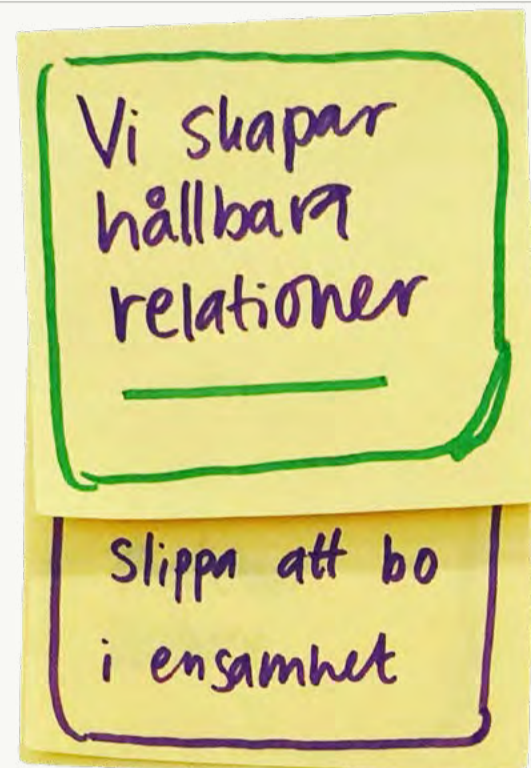 Vi skapar
hållbara
relationer
Slippa att bo
i ensamhet